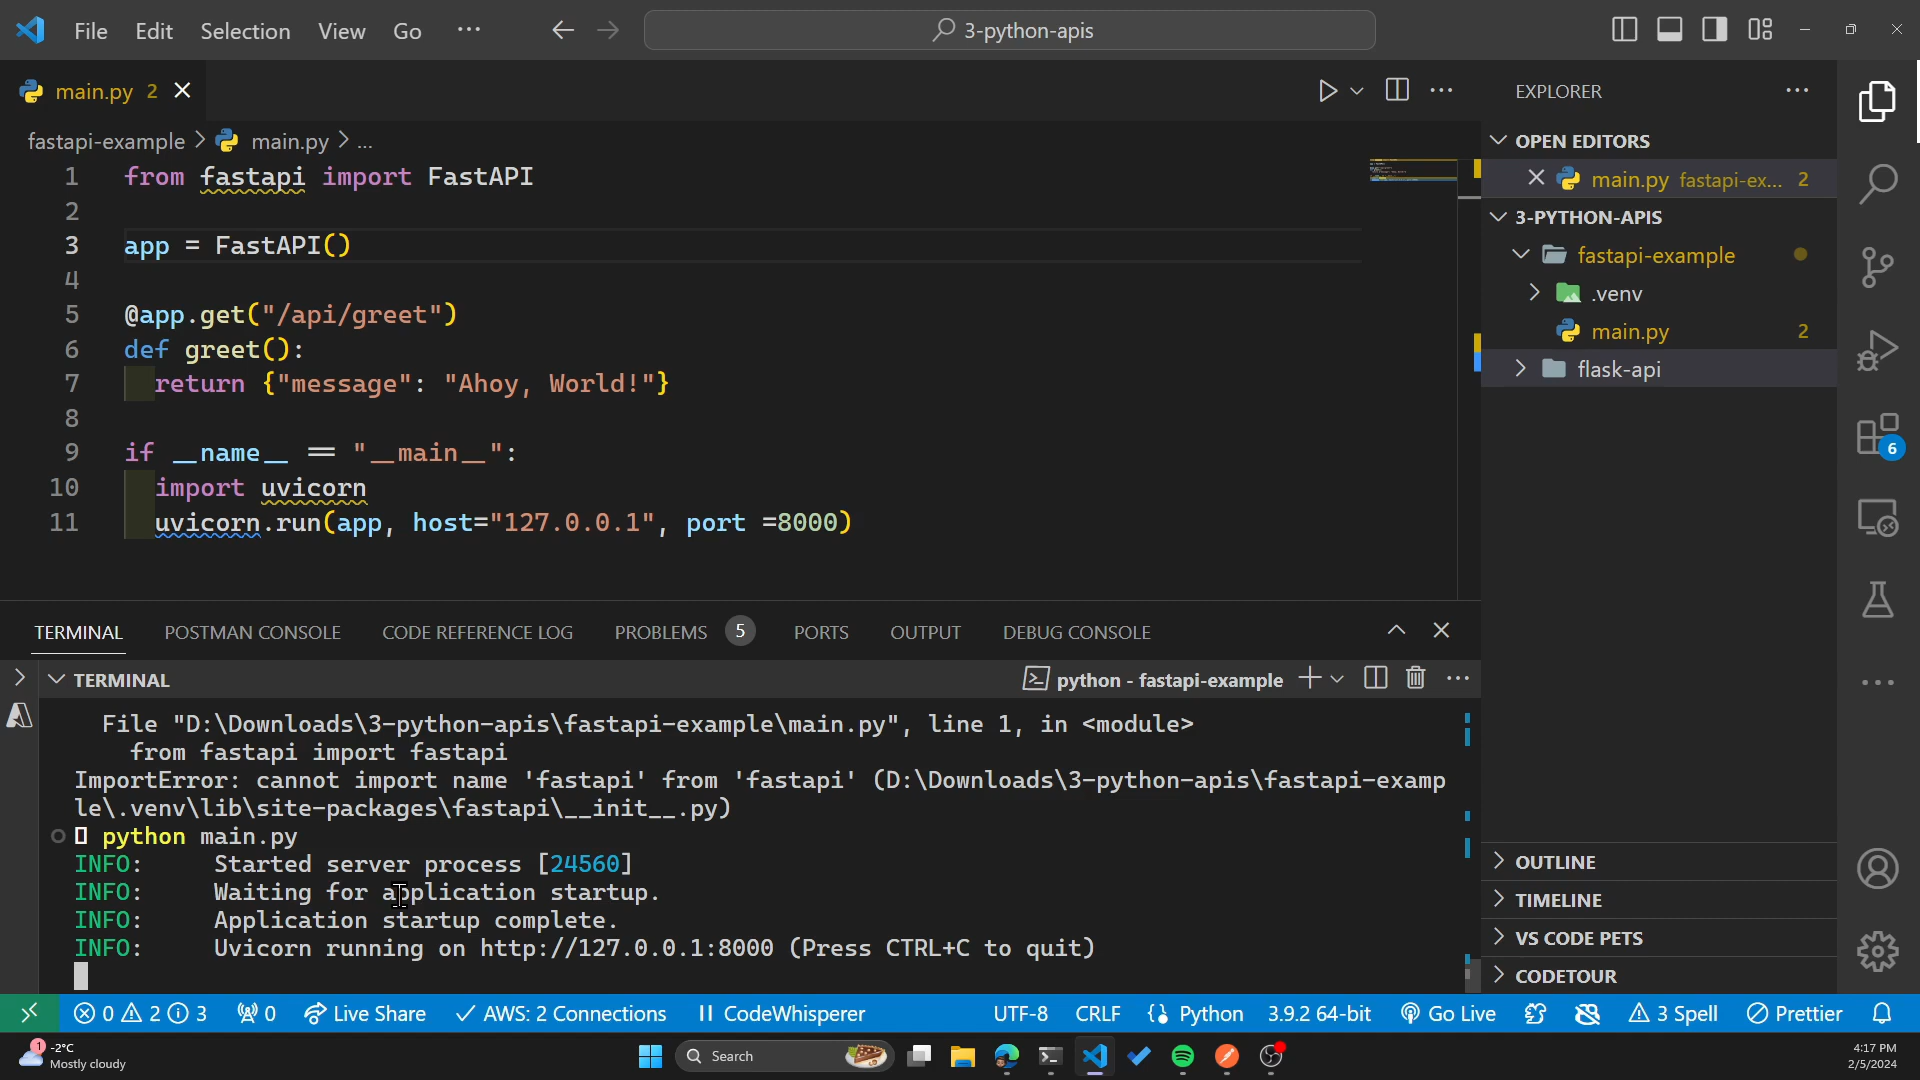 File Edit Selection View Go ··· 3-python-apis
main.py 2
fastapi-example > main.py > ...
1 from fastapi import FastAPI
2
3 app = FastAPI()
4
5 @app.get("/api/greet")
6 def greet():
7 return {"message": "Ahoy, World!"}
8
9 if __name__ == "__main__":
10 import uvicorn
11 uvicorn.run(app, host="127.0.0.1", port =8000)
EXPLORER
OPEN EDITORS
main.py fastapi-ex... 2
3-PYTHON-APIS
fastapi-example
.venv
main.py 2
flask-api
6
OUTLINE
TIMELINE
VS CODE PETS
CODETOUR
TERMINAL POSTMAN CONSOLE CODE REFERENCE LOG PROBLEMS 5 PORTS OUTPUT DEBUG CONSOLE
TERMINAL python - fastapi-example
File "D:\Downloads\3-python-apis\fastapi-example\main.py", line 1, in <module>
from fastapi import fastapi
ImportError: cannot import name 'fastapi' from 'fastapi' (D:\Downloads\3-python-apis\fastapi-examp
le\.venv\lib\site-packages\fastapi\__init__.py)
python main.py
INFO: Started server process [24560]
INFO: Waiting for application startup.
INFO: Application startup complete.
INFO: Uvicorn running on http://127.0.0.1:8000 (Press CTRL+C to quit)
0 2 3 0 Live Share AWS: 2 Connections CodeWhisperer UTF-8 CRLF Python 3.9.2 64-bit Go Live 3 Spell Prettier
1 -2°C
Mostly cloudy
Search
4:17 PM
2/5/2024